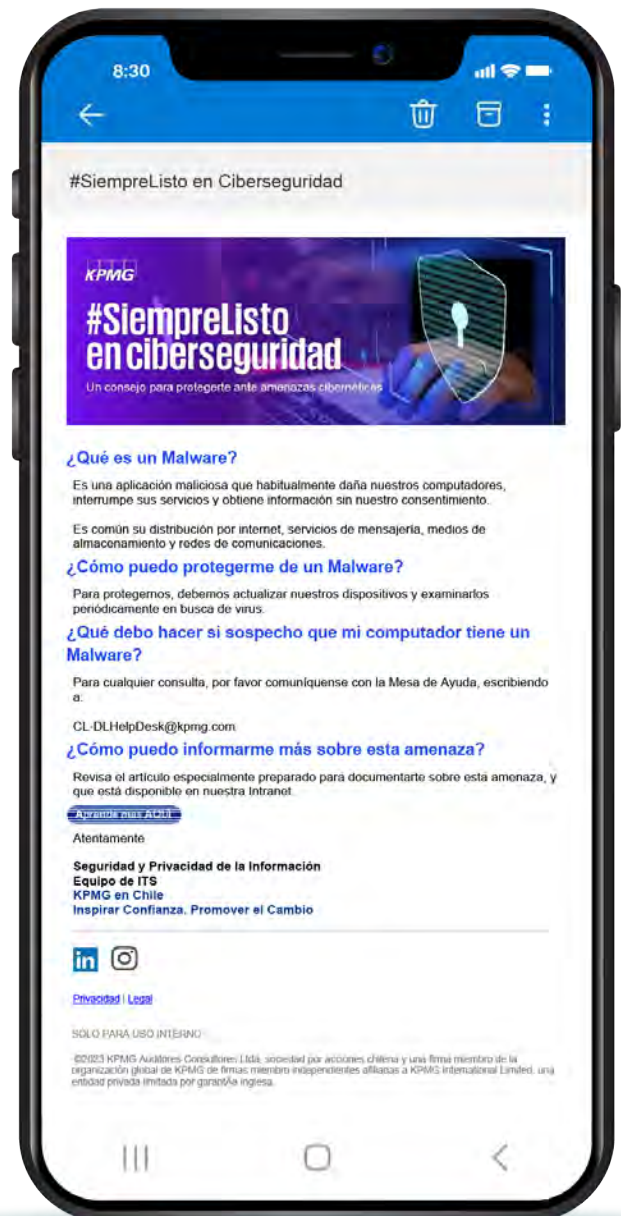 8:30
#SiempreListo en Ciberseguridad
KPMG
#SiempreListo
en ciberseguridad
Un consejo para protegerte ante amenazas cibernéticas
¿Qué es un Malware?
Es una aplicación maliciosa que habitualmente daña nuestros computadores,
interrumpe sus servicios y obtiene información sin nuestro consentimiento.
Es común su distribución por internet, servicios de mensajería, medios de
almacenamiento y redes de comunicaciones.
¿Cómo puedo protegerme de un Malware?
Para protegernos, debemos actualizar nuestros dispositivos y examinarlos
periódicamente en busca de virus.
¿Qué debo hacer si sospecho que mi computador tiene un
Malware?
Para cualquier consulta, por favor comuníquense con la Mesa de Ayuda, escribiendo
a:
CL-DLHelpDesk@kpmg.com
¿Cómo puedo informarme más sobre esta amenaza?
Revisa el artículo especialmente preparado para documentarte sobre esta amenaza, y
que está disponible en nuestra Intranet.
Aprende más AQUÍ
Atentamente
Seguridad y Privacidad de la Información
Equipo de ITS
KPMG en Chile
Inspirar Confianza. Promover el Cambio
in
Privacidad | Legal
SOLO PARA USO INTERNO
©2023 KPMG Auditores Consultores Ltda, sociedad por acciones chilena y una firma miembro de la
organización global de KPMG de firmas miembro independientes afiliadas a KPMG International Limited, una
entidad privada limitada por garantÃ­a inglesa.